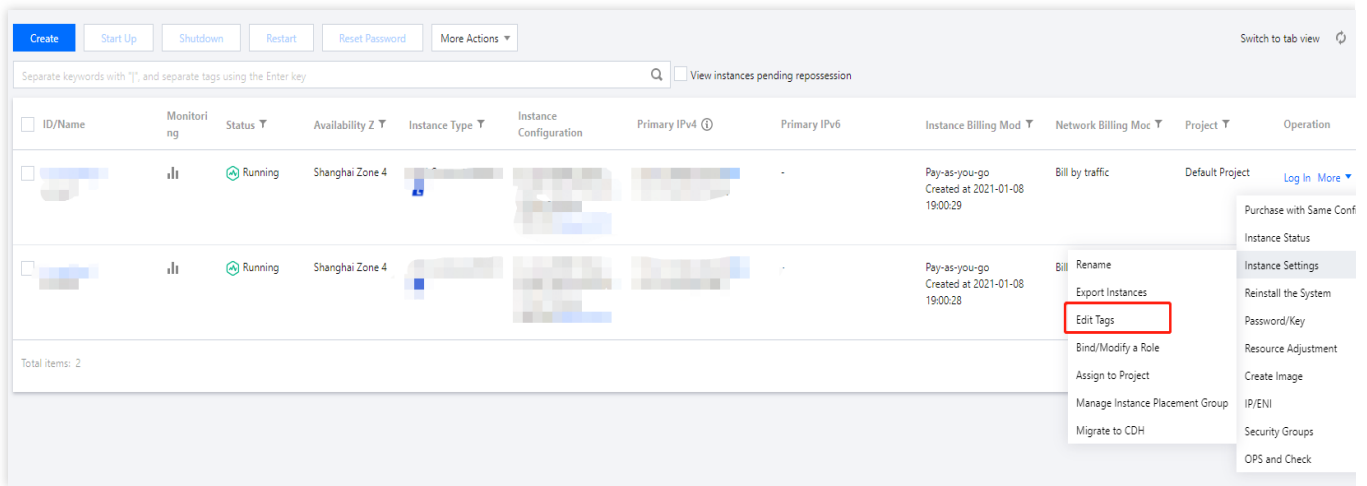 Create Start Up Shutdown Restart Reset Password More Actions Switch to tab view
Separate keywords with "|", and separate tags using the Enter key View instances pending repossession
ID/Name Monitori
ng Status Availability Z Instance Type Instance
Configuration Primary IPv4 Primary IPv6 Instance Billing Mod Network Billing Moc Project Operation
Running Shanghai Zone 4 - Pay-as-you-go
Created at 2021-01-08
19:00:29 Bill by traffic Default Project Log In More
Running Shanghai Zone 4 - Pay-as-you-go
Created at 2021-01-08
19:00:28 Bill
Total items: 2
Purchase with Same Confi
Instance Status
Instance Settings
Reinstall the System
Password/Key
Resource Adjustment
Create Image
IP/ENI
Security Groups
OPS and Check
Rename
Export Instances
Edit Tags
Bind/Modify a Role
Assign to Project
Manage Instance Placement Group
Migrate to CDH